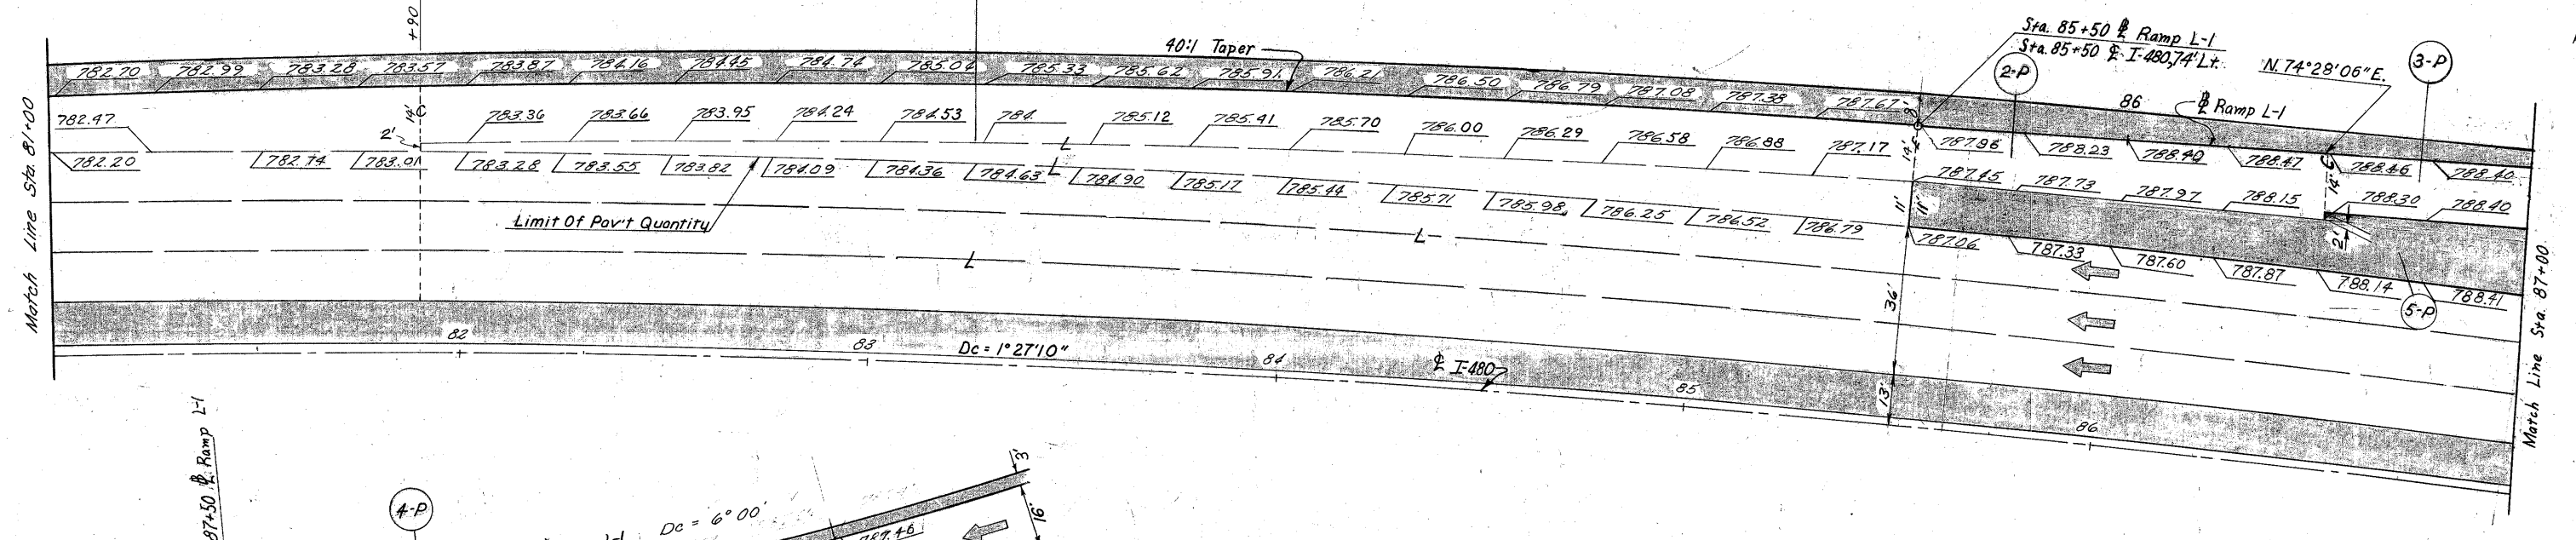 +90
Sta. 85+50 ⅊ Ramp L-1
Sta. 85+50 ℄ I-480,74' Lt.
40:1 Taper
2-P
N.74°28'06"E.
3-P
782.70 782.99 783.28 783.57 783.87 784.16 784.45 784.74 785.04 785.33 785.62 785.91 786.21 786.50 786.79 787.08 787.38 787.67
8'
86
⅊ Ramp L-1
782.47
14'
2'
783.36 783.66 783.95 784.24 784.53 784. 785.12 785.41 785.70 786.00 786.29 786.58 786.88 787.17
14'
787.96 788.23 788.40 788.47 788.46 788.40
782.20 782.74 783.01 783.28 783.55 783.82 784.09 784.36 784.63 784.90 785.17 785.44 785.71 785.98 786.25 786.52 786.79
787.45 787.73 787.97 788.15 788.30 788.40
14'
11'
11'
2'
787.06 787.33 787.60 787.87 788.14 788.41
Limit Of Pav't Quantity
L
L
L
L
36'
13'
5-P
82 83 84 85 86
Dc = 1°27'10"
℄ I-480
Match Line Sta. 81+00
Match Line Sta. 87+00
87+50 ⅊ Ramp L-1
4-P
L-1
Dc = 6°00'
787.46
3'
16'